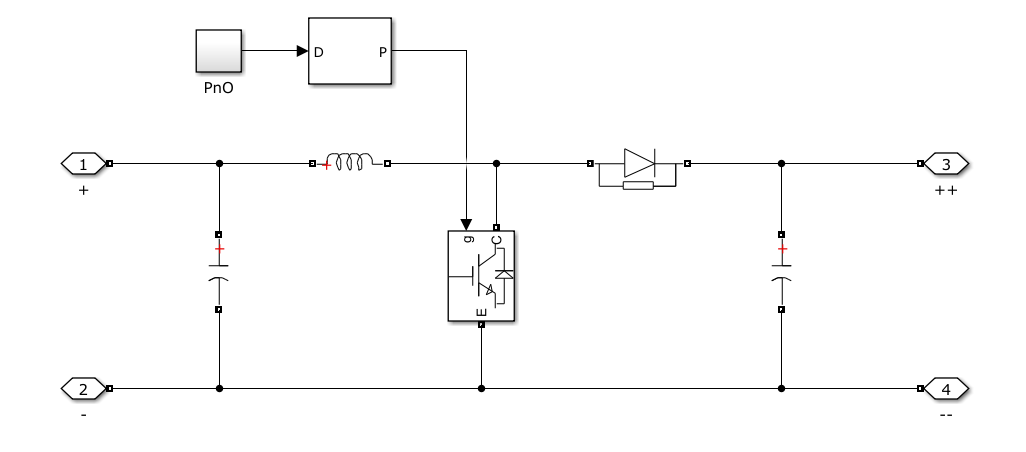 D P
PnO
1 3
+ ++
g C
+ +
E
2 4
- --